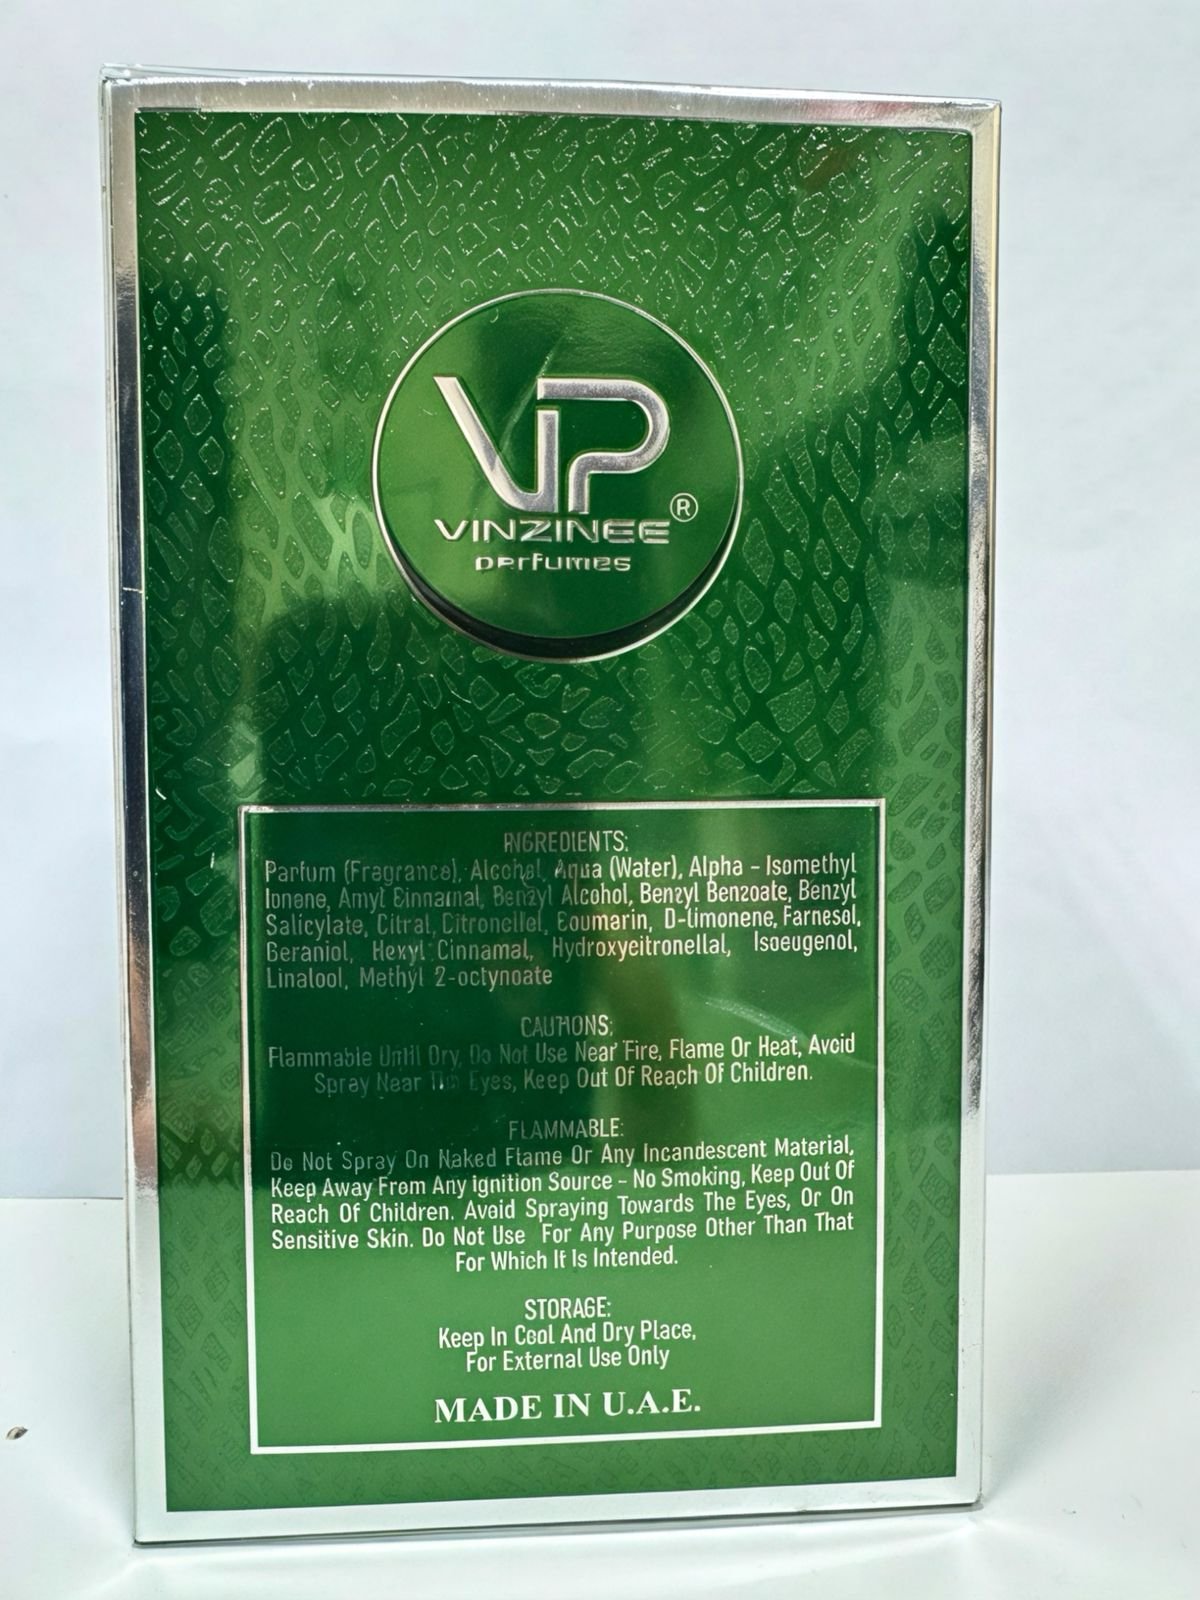 VP
VINZINEE ®
perfumes
INGREDIENTS:
Parfum (Fragrance), Alcohol, Aqua (Water), Alpha - Isomethyl
Ionone, Amyl Cinnamal, Benzyl Alcohol, Benzyl Benzoate, Benzyl
Salicylate, Citral, Citronellel, Coumarin, D-limonene, Farnesol,
Geraniol, Hexyl Cinnamal, Hydroxycitronellal, Isoeugenol,
Linalool, Methyl 2-octynoate
CAUTIONS:
Flammable Until Dry, Do Not Use Near Fire, Flame Or Heat, Avoid
Spray Near The Eyes, Keep Out Of Reach Of Children.
FLAMMABLE:
Do Not Spray On Naked Flame Or Any Incandescent Material,
Keep Away From Any Ignition Source - No Smoking, Keep Out Of
Reach Of Children. Avoid Spraying Towards The Eyes, Or On
Sensitive Skin. Do Not Use For Any Purpose Other Than That
For Which If Is Intended.
STORAGE:
Keep In Cool And Dry Place,
For External Use Only
MADE IN U.A.E.